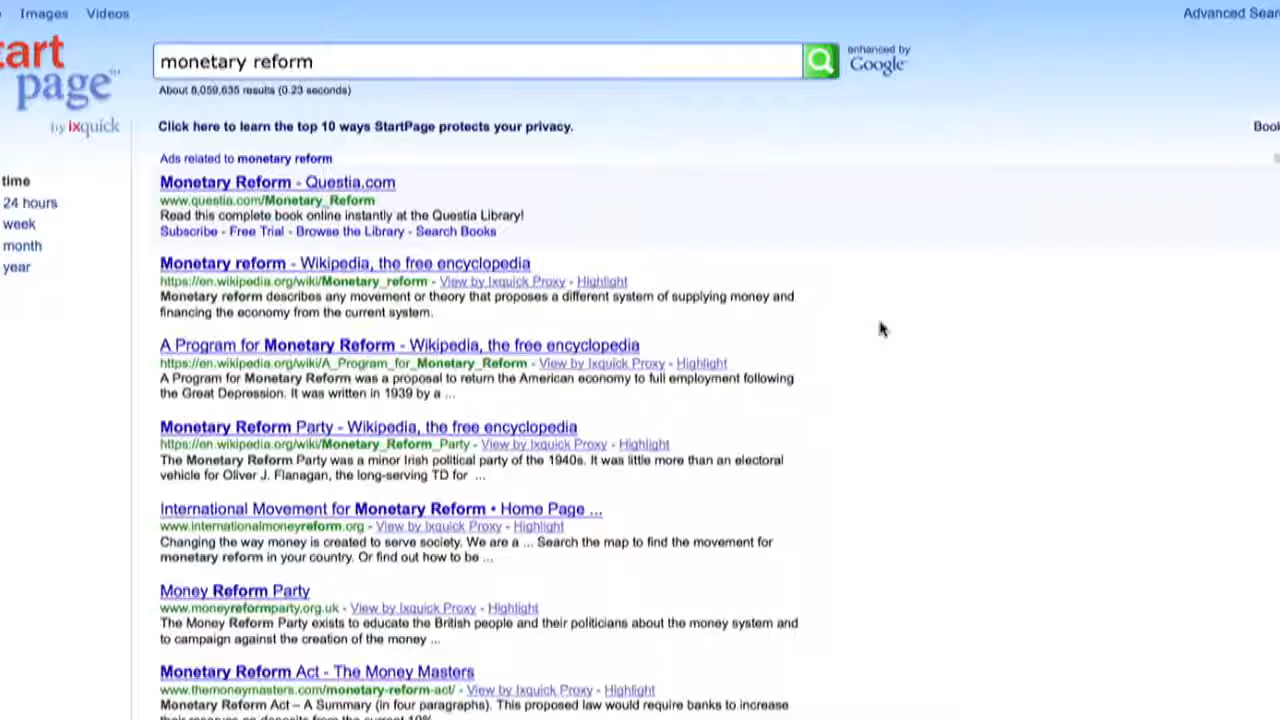 Images Videos
Advanced Sear
art
page
by ixquick
monetary reform
enhanced by
Google
About 8,059,635 results (0.23 seconds)
Click here to learn the top 10 ways StartPage protects your privacy.
Book
Ads related to monetary reform
Monetary Reform - Questia.com
www.questia.com/Monetary_Reform
Read this complete book online instantly at the Questia Library!
Subscribe - Free Trial - Browse the Library - Search Books
time
24 hours
week
month
year
Monetary reform - Wikipedia, the free encyclopedia
https://en.wikipedia.org/wiki/Monetary_reform - View by Ixquick Proxy - Highlight
Monetary reform describes any movement or theory that proposes a different system of supplying money and
financing the economy from the current system.
A Program for Monetary Reform - Wikipedia, the free encyclopedia
https://en.wikipedia.org/wiki/A_Program_for_Monetary_Reform - View by Ixquick Proxy - Highlight
A Program for Monetary Reform was a proposal to return the American economy to full employment following
the Great Depression. It was written in 1939 by a ...
Monetary Reform Party - Wikipedia, the free encyclopedia
https://en.wikipedia.org/wiki/Monetary_Reform_Party - View by Ixquick Proxy - Highlight
The Monetary Reform Party was a minor Irish political party of the 1940s. It was little more than an electoral
vehicle for Oliver J. Flanagan, the long-serving TD for ...
International Movement for Monetary Reform • Home Page ...
www.internationalmoneyreform.org - View by Ixquick Proxy - Highlight
Changing the way money is created to serve society. We are a ... Search the map to find the movement for
monetary reform in your country. Or find out how to be ...
Money Reform Party
www.moneyreformparty.org.uk - View by Ixquick Proxy - Highlight
The Money Reform Party exists to educate the British people and their politicians about the money system and
to campaign against the creation of the money ...
Monetary Reform Act - The Money Masters
www.themoneymasters.com/monetary-reform-act/ - View by Ixquick Proxy - Highlight
Monetary Reform Act – A Summary (in four paragraphs). This proposed law would require banks to increase
their reserves on deposits from the current 10%